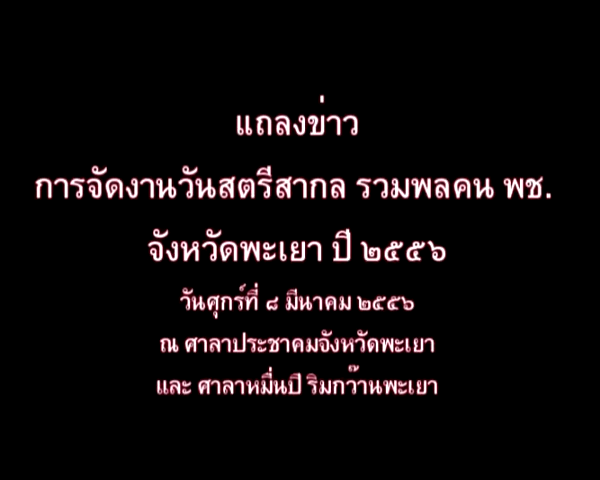 แถลงข่าว
การจัดงานวันสตรีสากล รวมพลคน พช.
จังหวัดพะเยา ปี ๒๕๕๖
วันศุกร์ที่ ๘ มีนาคม ๒๕๕๖
ณ ศาลาประชาคมจังหวัดพะเยา
และ ศาลาหมื่นปี ริมกว๊านพะเยา